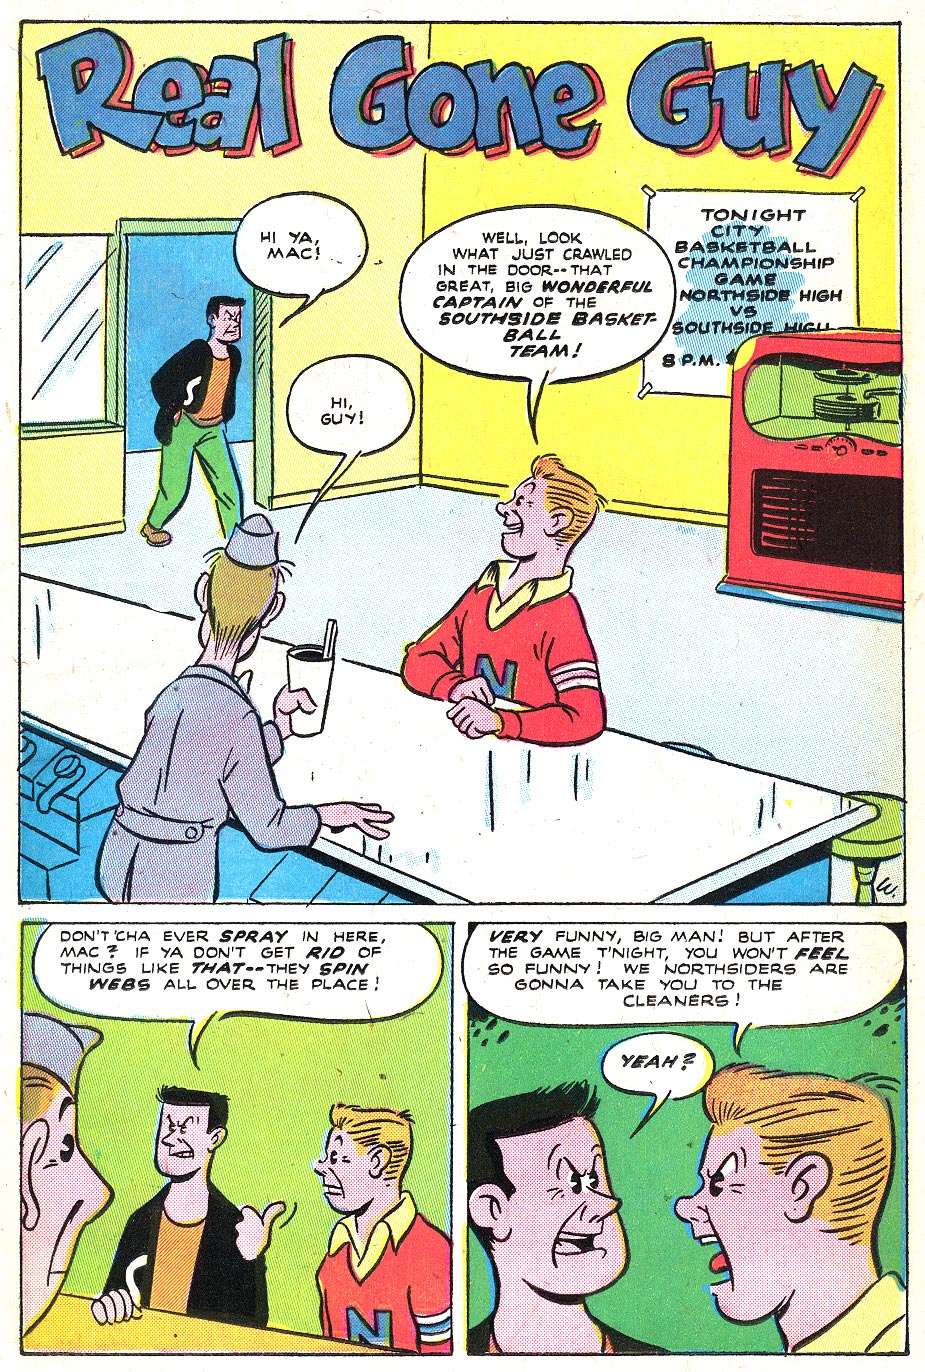 Real Gone Guy
HI YA,
MAC!
WELL, LOOK
WHAT JUST CRAWLED
IN THE DOOR--THAT
GREAT, BIG WONDERFUL
CAPTAIN OF THE
SOUTHSIDE BASKET-
BALL
TEAM!
TONIGHT
CITY
BASKETBALL
CHAMPIONSHIP
GAME
NORTHSIDE HIGH
VS
SOUTHSIDE HIGH
8 P.M.
HI,
GUY!
N
W.
DON'T 'CHA EVER SPRAY IN HERE,
MAC? IF YA DON'T GET RID OF
THINGS LIKE THAT--THEY SPIN
WEBS ALL OVER THE PLACE!
N
VERY FUNNY, BIG MAN! BUT AFTER
THE GAME T'NIGHT, YOU WON'T FEEL
SO FUNNY! WE NORTHSIDERS ARE
GONNA TAKE YOU TO THE
CLEANERS!
YEAH?